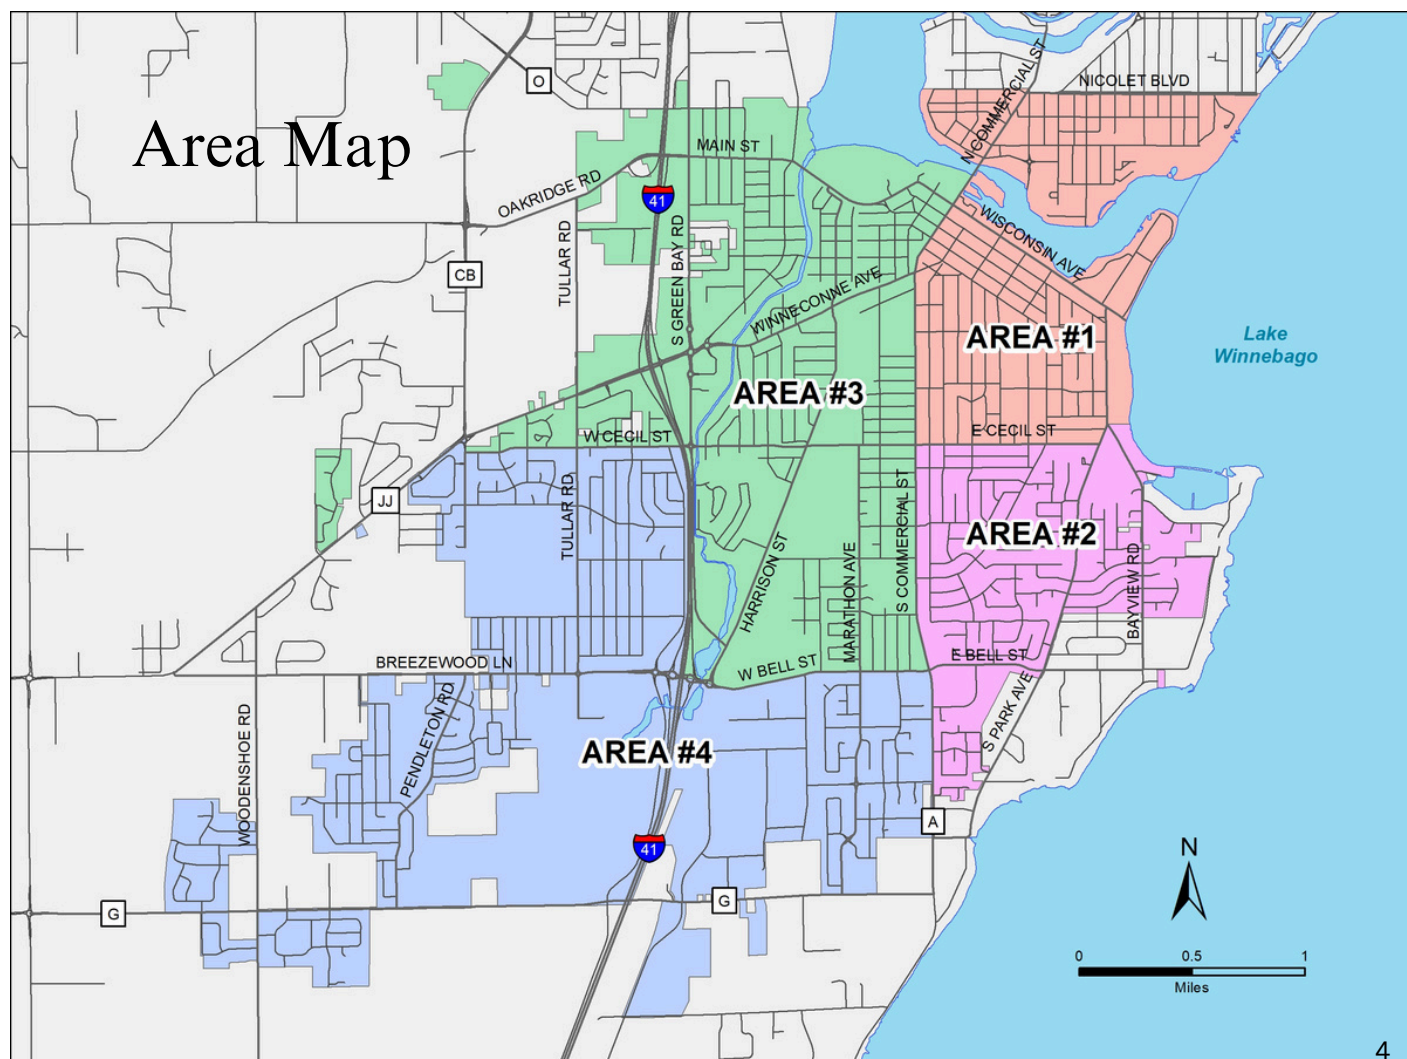 NICOLET BLVD
N COMMERCIAL ST
O
Area Map
MAIN ST
OAKRIDGE RD
41
WISCONSIN AVE
TULLAR RD
S GREEN BAY RD
CB
WINNECONNE AVE
AREA #1
Lake
Winnebago
AREA #3
W CECIL ST
E CECIL ST
JJ
TULLAR RD
S COMMERCIAL ST
AREA #2
HARRISON ST
MARATHON AVE
BAYVIEW RD
BREEZEWOOD LN
W BELL ST
E BELL ST
PENDLETON RD
S PARK AVE
WOODENSHOE RD
AREA #4
A
41
N
G
G
0
0.5
1
Miles
4